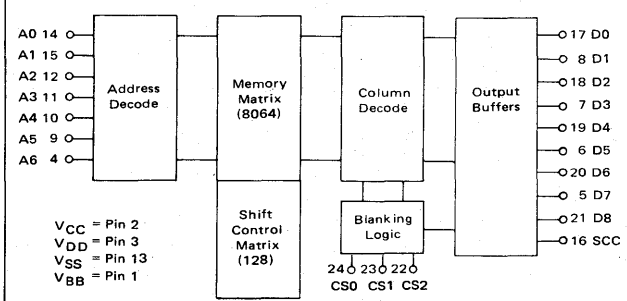 A0 14
A1 15
A2 12
A3 11
A4 10
A5 9
A6 4
Address
Decode
Memory
Matrix
(8064)
Shift
Control
Matrix
(128)
Column
Decode
Blanking
Logic
24 23 22
CS0 CS1 CS2
Output
Buffers
17 D0
8 D1
18 D2
7 D3
19 D4
6 D5
20 D6
5 D7
21 D8
16 SCC
VCC = Pin 2
VDD = Pin 3
VSS = Pin 13
VBB = Pin 1